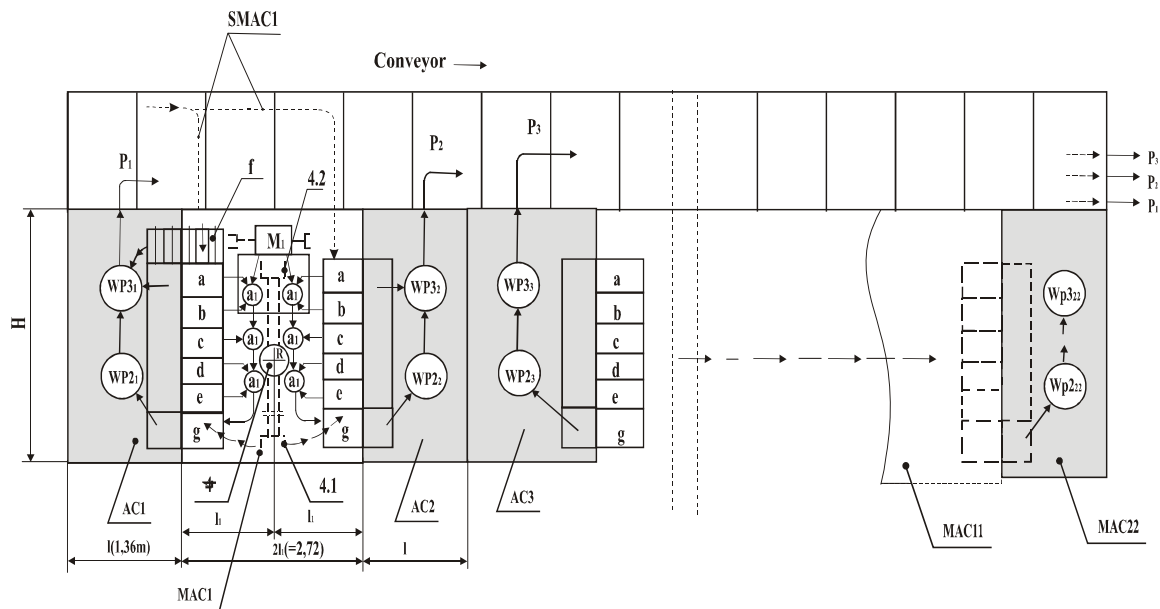 SMAC1
Conveyor
P₁
f
4.2
P₂
P₃
P₃
P₂
P₁
H
M₁
WP3₁
a
a₁
a₁
a
WP3₂
WP3₃
a
Wp3₂₂
b
b
b
c
a₁
a₁
c
c
WP2₁
d
R
d
WP2₂
WP2₃
d
Wp2₂₂
e
a₁
a₁
e
e
g
g
g
AC1
4
4.1
AC2
AC3
MAC11
MAC22
l₁
l₁
l(1,36m)
2l₁(=2,72)
l
MAC1